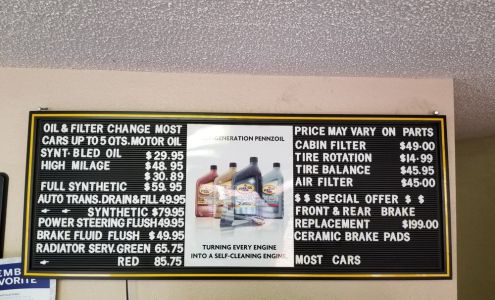 OIL & FILTER CHANGE MOST
CARS UP TO 5 QTS. MOTOR OIL
SYNT- BLED OIL $ 29.95
HIGH MILAGE $ 48.95
$ 30.89
FULL SYNTHETIC $ 59.95
AUTO TRANS.DRAIN&FILL 49.95
SYNTHETIC $79.95
POWER STEERING FLUSH 49.95
BRAKE FLUID FLUSH $ 49.95
RADIATOR SERV. GREEN 65.75
RED 85.75
GENERATION PENNZOIL
TURNING EVERY ENGINE
INTO A SELF-CLEANING ENGINE.
PRICE MAY VARY ON PARTS
CABIN FILTER $49-00
TIRE ROTATION $14-99
TIRE BALANCE $45.95
AIR FILTER $45-00
$ $ SPECIAL OFFER $ $
FRONT & REAR BRAKE
REPLACEMENT $199.00
CERAMIC BRAKE PADS
MOST CARS
EMB
VORITE